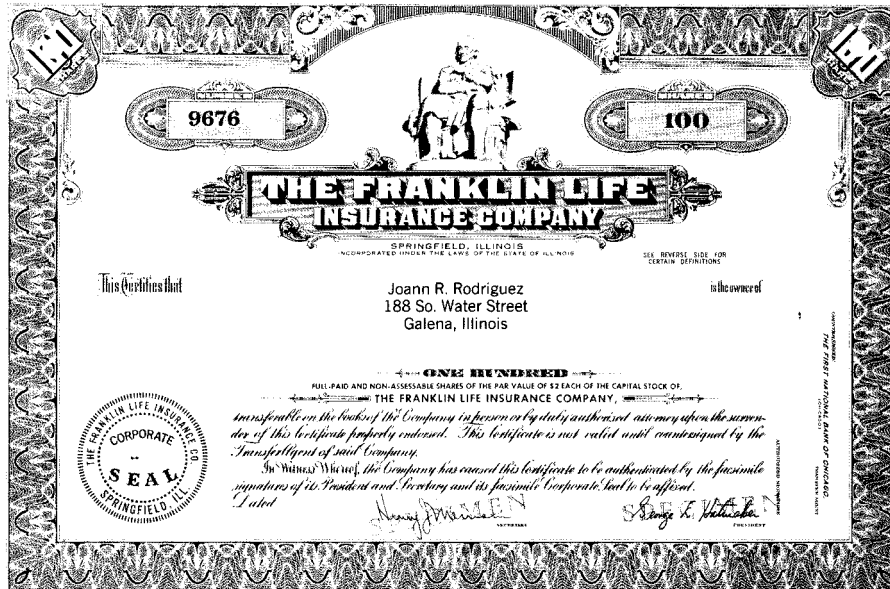 9676
100
THE FRANKLIN LIFE
INSURANCE COMPANY
SPRINGFIELD, ILLINOIS
INCORPORATED UNDER THE LAWS OF THE STATE OF ILLINOIS
SEE REVERSE SIDE FOR
CERTAIN DEFINITIONS
This Certifies that
Joann R. Rodriguez
188 So. Water Street
Galena, Illinois
is the owner of
ONE HUNDRED
FULL-PAID AND NON-ASSESSABLE SHARES OF THE PAR VALUE OF $2 EACH OF THE CAPITAL STOCK OF,
THE FRANKLIN LIFE INSURANCE COMPANY,
transferable on the books of the Company in person or by duly authorized attorney upon the surren-
der of this Certificate properly endorsed. This Certificate is not valid until countersigned by the
Transfer Agent of said Company.
In Witness Whereof, the Company has caused this Certificate to be authenticated by the facsimile
signatures of its President and Secretary and its facsimile Corporate Seal to be affixed.
Dated
SECRETARY
PRESIDENT
THE FRANKLIN LIFE INSURANCE CO.
CORPORATE
SEAL
SPRINGFIELD, ILL.
COUNTERSIGNED:
THE FIRST NATIONAL BANK OF CHICAGO,
(CHICAGO)
TRANSFER AGENT
AUTHORIZED SIGNATURE